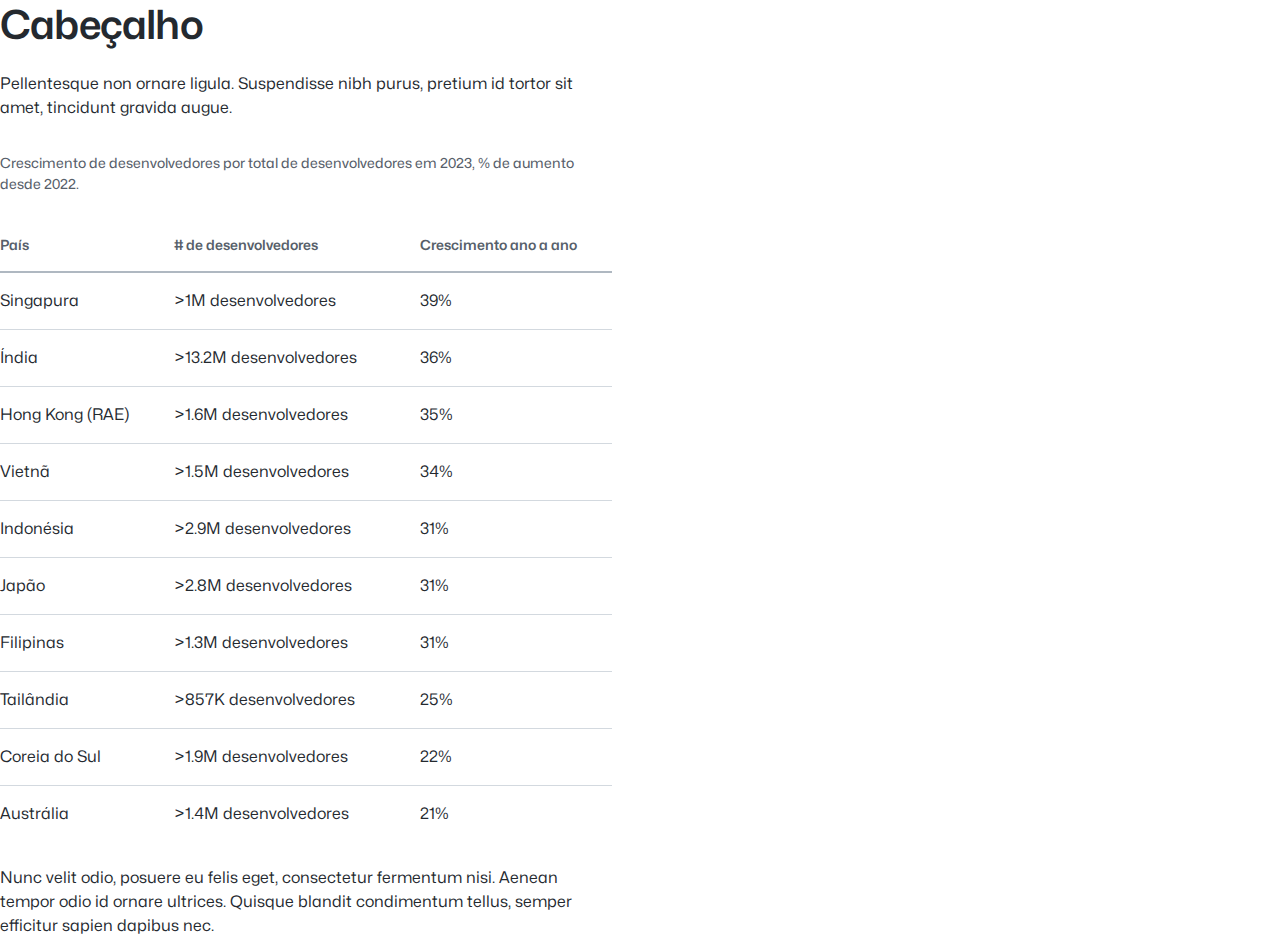 Cabeçalho
Pellentesque non ornare ligula. Suspendisse nibh purus, pretium id tortor sit
amet, tincidunt gravida augue.
Crescimento de desenvolvedores por total de desenvolvedores em 2023, % de aumento
desde 2022.
País # de desenvolvedores Crescimento ano a ano
Singapura >1M desenvolvedores 39%
Índia >13.2M desenvolvedores 36%
Hong Kong (RAE) >1.6M desenvolvedores 35%
Vietnã >1.5M desenvolvedores 34%
Indonésia >2.9M desenvolvedores 31%
Japão >2.8M desenvolvedores 31%
Filipinas >1.3M desenvolvedores 31%
Tailândia >857K desenvolvedores 25%
Coreia do Sul >1.9M desenvolvedores 22%
Austrália >1.4M desenvolvedores 21%
Nunc velit odio, posuere eu felis eget, consectetur fermentum nisi. Aenean
tempor odio id ornare ultrices. Quisque blandit condimentum tellus, semper
efficitur sapien dapibus nec.